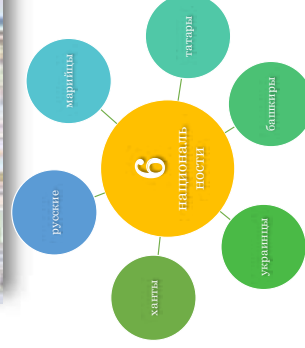 6
националь
ности
татары
башкиры
украинцы
ханты
русские
марийцы